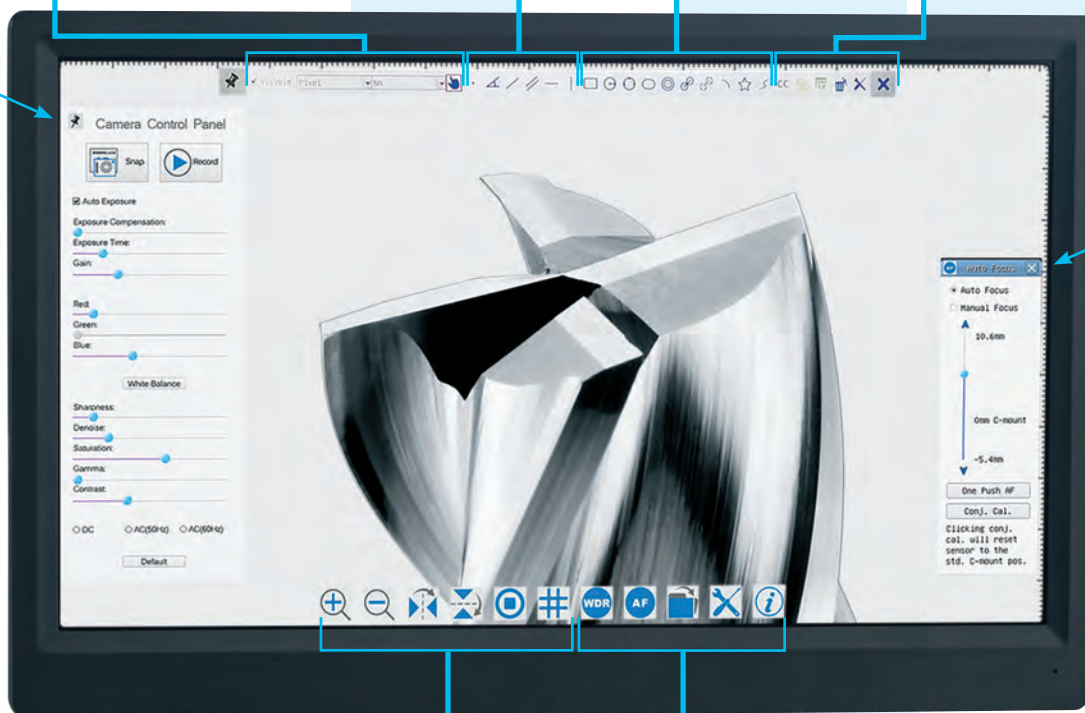 Visible Pixel NA
CC
Camera Control Panel
Snap Record
Auto Exposure
Exposure Compensation:
Exposure Time:
Gain:
Red:
Green:
Blue:
White Balance
Sharpness:
Denoise:
Saturation:
Gamma:
Contrast:
DC AC(50Hz) AC(60Hz)
Default
AF Auto Focus
Auto Focus
Manual Focus
10.6mm
0mm C-mount
-5.4mm
One Push AF
Conj. Cal.
Clicking conj.
cal. will reset
sensor to the
std. C-mount pos.
WDR AF i